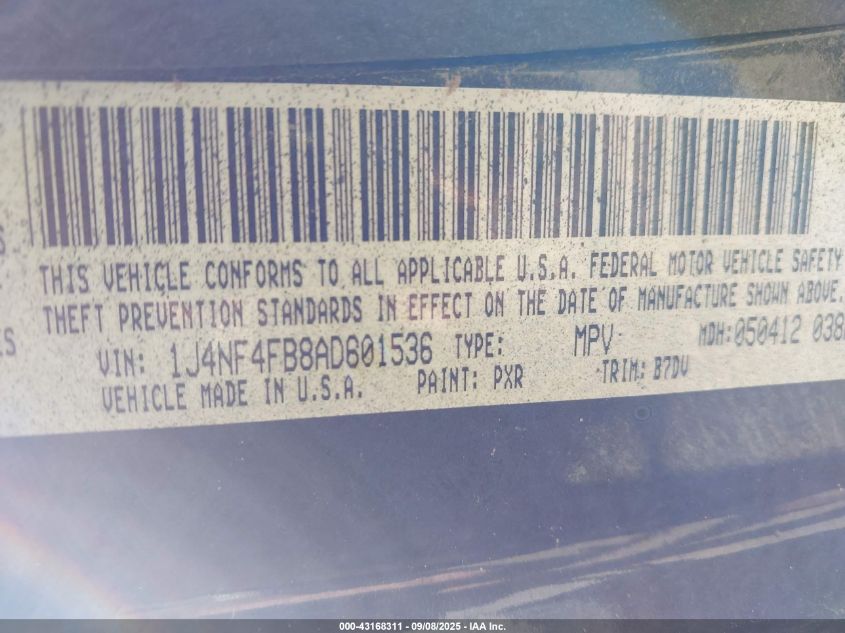 THIS VEHICLE CONFORMS TO ALL APPLICABLE U.S.A. FEDERAL MOTOR VEHICLE SAFETY
THEFT PREVENTION STANDARDS IN EFFECT ON THE DATE OF MANUFACTURE SHOWN ABOVE.
VIN: 1J4NF4FB8AD601536 TYPE: MPV MDH:050412 038
VEHICLE MADE IN U.S.A. PAINT: PXR TRIM: B7DV
000-43168311 - 09/08/2025 - IAA Inc.